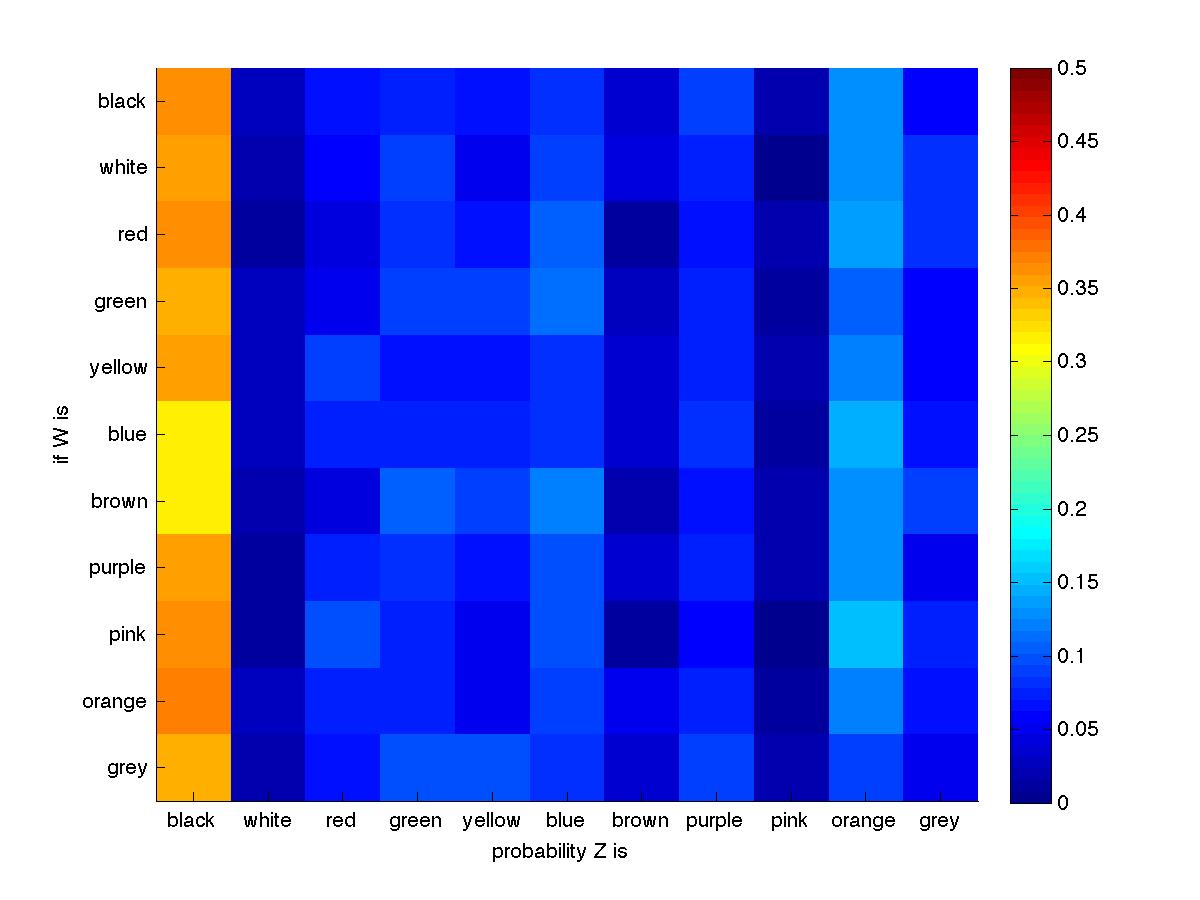 black
white
red
green
yellow
blue
brown
purple
pink
orange
grey
if W is
black white red green yellow blue brown purple pink orange grey
probability Z is
0.5
0.45
0.4
0.35
0.3
0.25
0.2
0.15
0.1
0.05
0